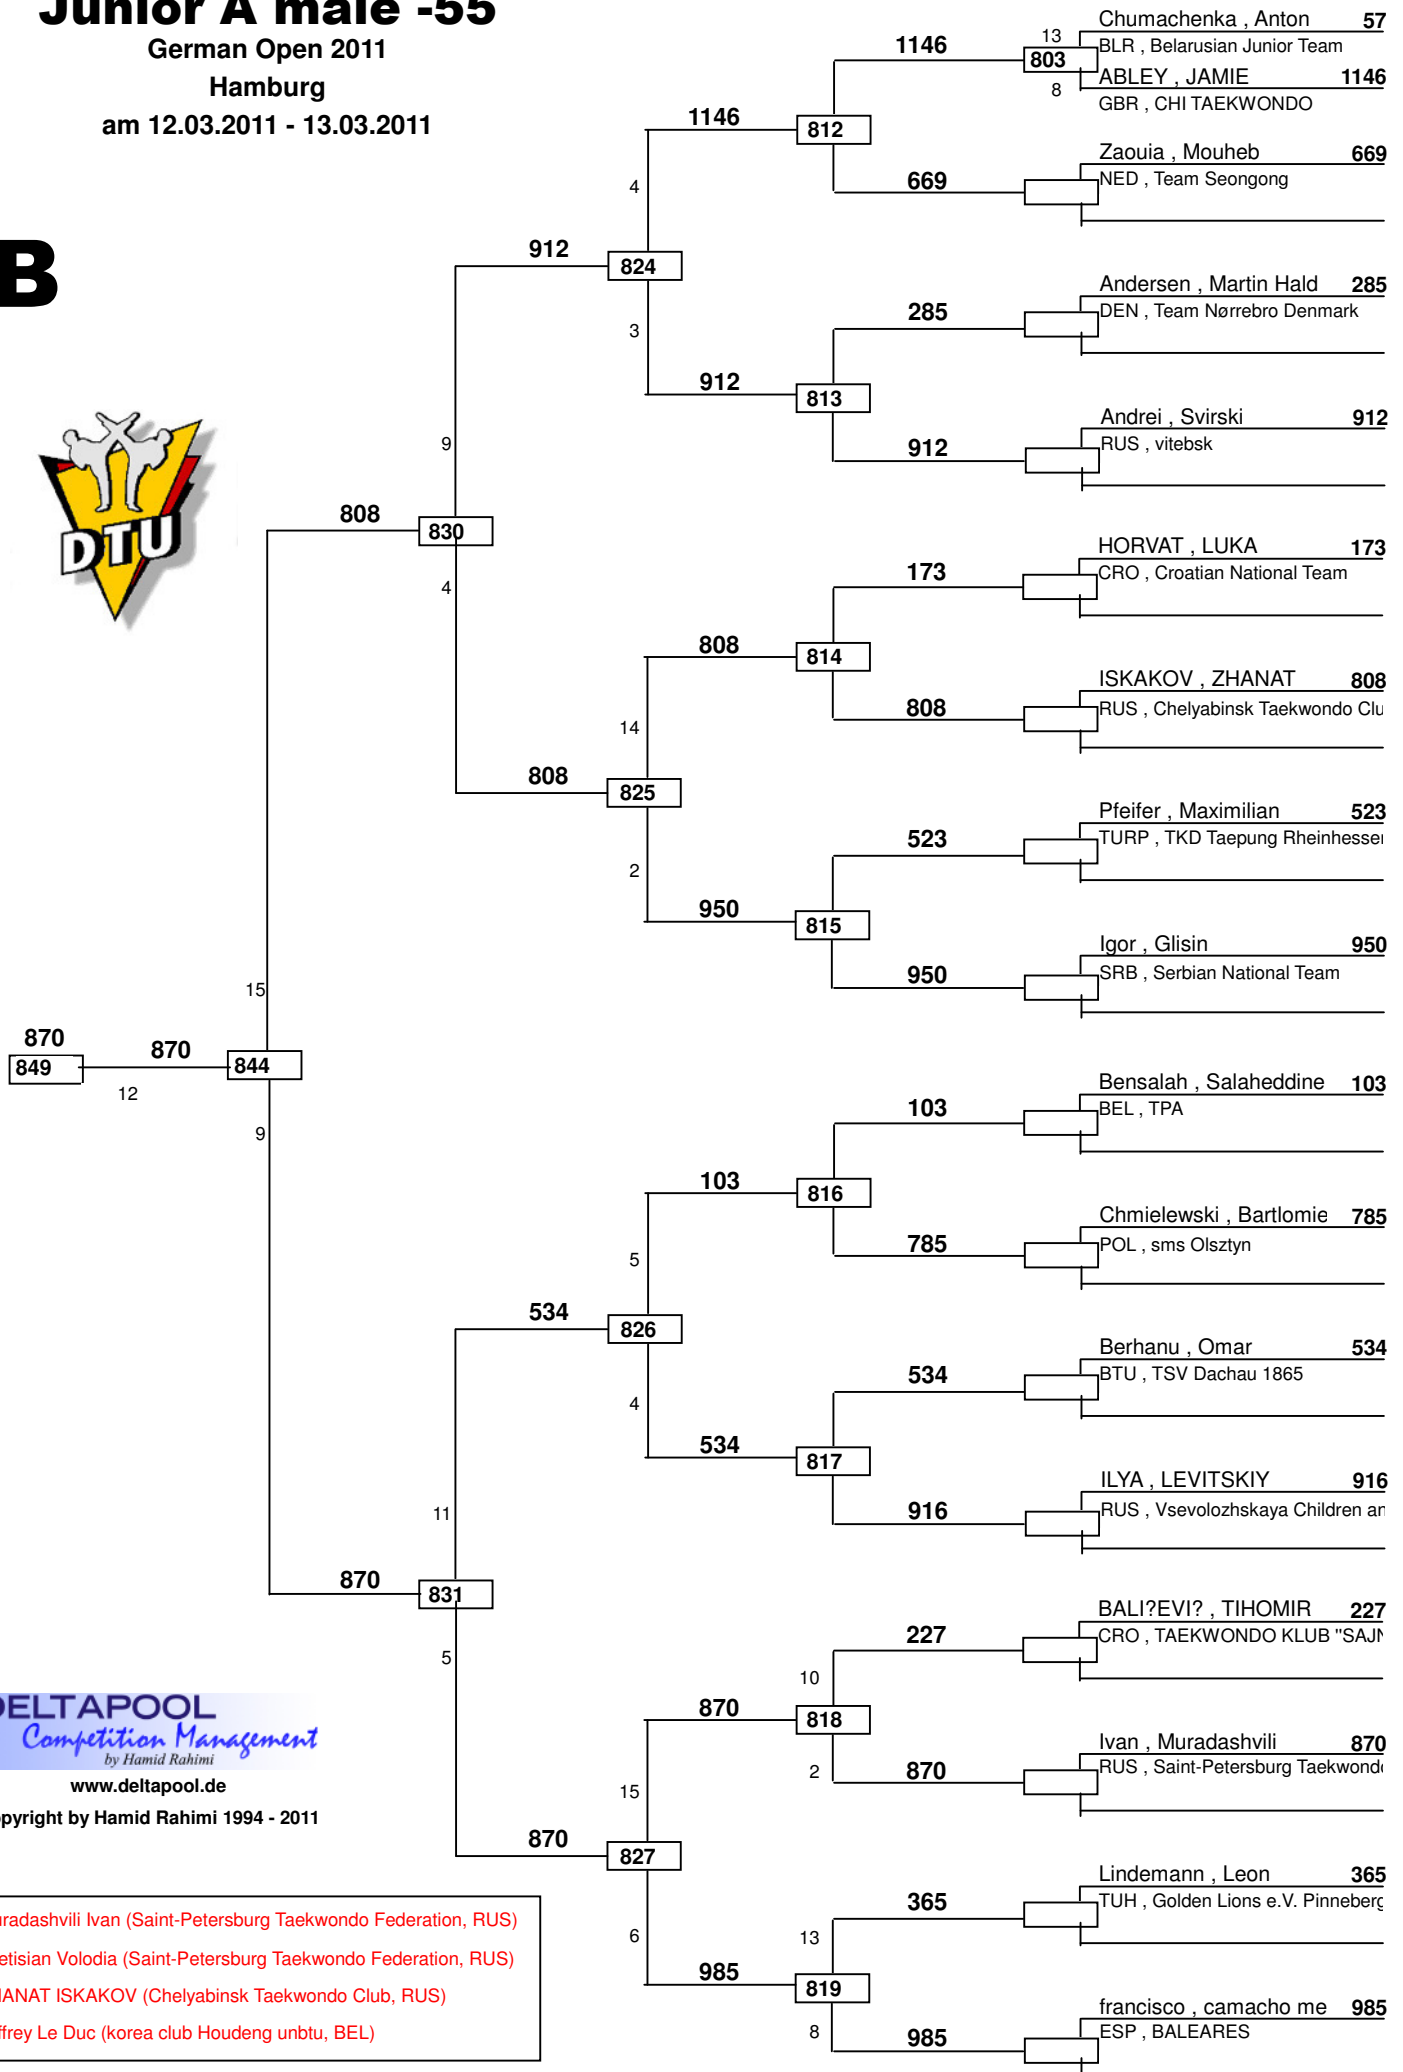 Junior A male -55
German Open 2011
Hamburg
am 12.03.2011 - 13.03.2011
B
DTU
Chumachenka , Anton 57
13
803
BLR , Belarusian Junior Team
1146
8
ABLEY , JAMIE 1146
GBR , CHI TAEKWONDO
1146
812
Zaouia , Mouheb 669
669
NED , Team Seongong
4
912
824
Andersen , Martin Hald 285
285
DEN , Team Nørrebro Denmark
3
912
813
Andrei , Svirski 912
912
RUS , vitebsk
9
808
830
4
HORVAT , LUKA 173
173
CRO , Croatian National Team
808
814
ISKAKOV , ZHANAT 808
808
RUS , Chelyabinsk Taekwondo Clu
14
808
825
Pfeifer , Maximilian 523
523
TURP , TKD Taepung Rheinhesser
2
950
815
Igor , Glisin 950
950
SRB , Serbian National Team
15
870
849
870
844
12
9
Bensalah , Salaheddine 103
103
BEL , TPA
103
816
Chmielewski , Bartlomie 785
785
POL , sms Olsztyn
5
534
826
Berhanu , Omar 534
534
BTU , TSV Dachau 1865
4
534
817
ILYA , LEVITSKIY 916
916
RUS , Vsevolozhskaya Children an
11
870
831
5
BALI?EVI? , TIHOMIR 227
227
CRO , TAEKWONDO KLUB "SAJN
10
870
818
2
Ivan , Muradashvili 870
870
RUS , Saint-Petersburg Taekwond
15
870
827
Lindemann , Leon 365
365
TUH , Golden Lions e.V. Pinneberg
6
13
985
819
8
francisco , camacho me 985
985
ESP , BALEARES
DELTAPOOL
Competition Management
by Hamid Rahimi
www.deltapool.de
opyright by Hamid Rahimi 1994 - 2011
uradashvili Ivan (Saint-Petersburg Taekwondo Federation, RUS)
etisian Volodia (Saint-Petersburg Taekwondo Federation, RUS)
HANAT ISKAKOV (Chelyabinsk Taekwondo Club, RUS)
ffrey Le Duc (korea club Houdeng unbtu, BEL)